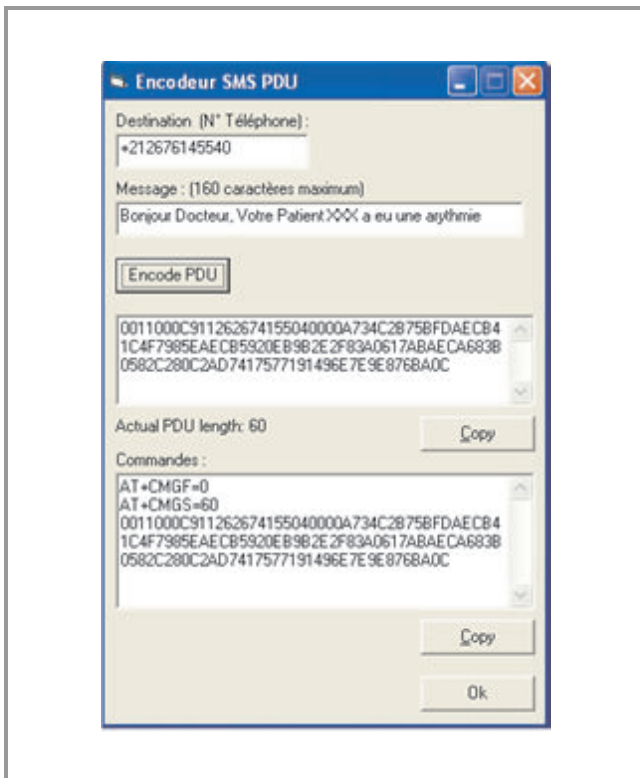 Encodeur SMS PDU
Destination (N° Téléphone) :
+212676145540
Message : (160 caractères maximum)
Bonjour Docteur, Votre Patient XXX a eu une arythmie
Encode PDU
0011000C911262674155040000A734C2B75BFDAECB4
1C4F7985EAECB5920EB9B2E2F83A0617ABAECA683B
0582C280C2AD7417577191496E7E9E876BA0C
Actual PDU length: 60
Copy
Commandes :
AT+CMGF=0
AT+CMGS=60
0011000C911262674155040000A734C2B75BFDAECB4
1C4F7985EAECB5920EB9B2E2F83A0617ABAECA683B
0582C280C2AD7417577191496E7E9E876BA0C
Copy
Ok